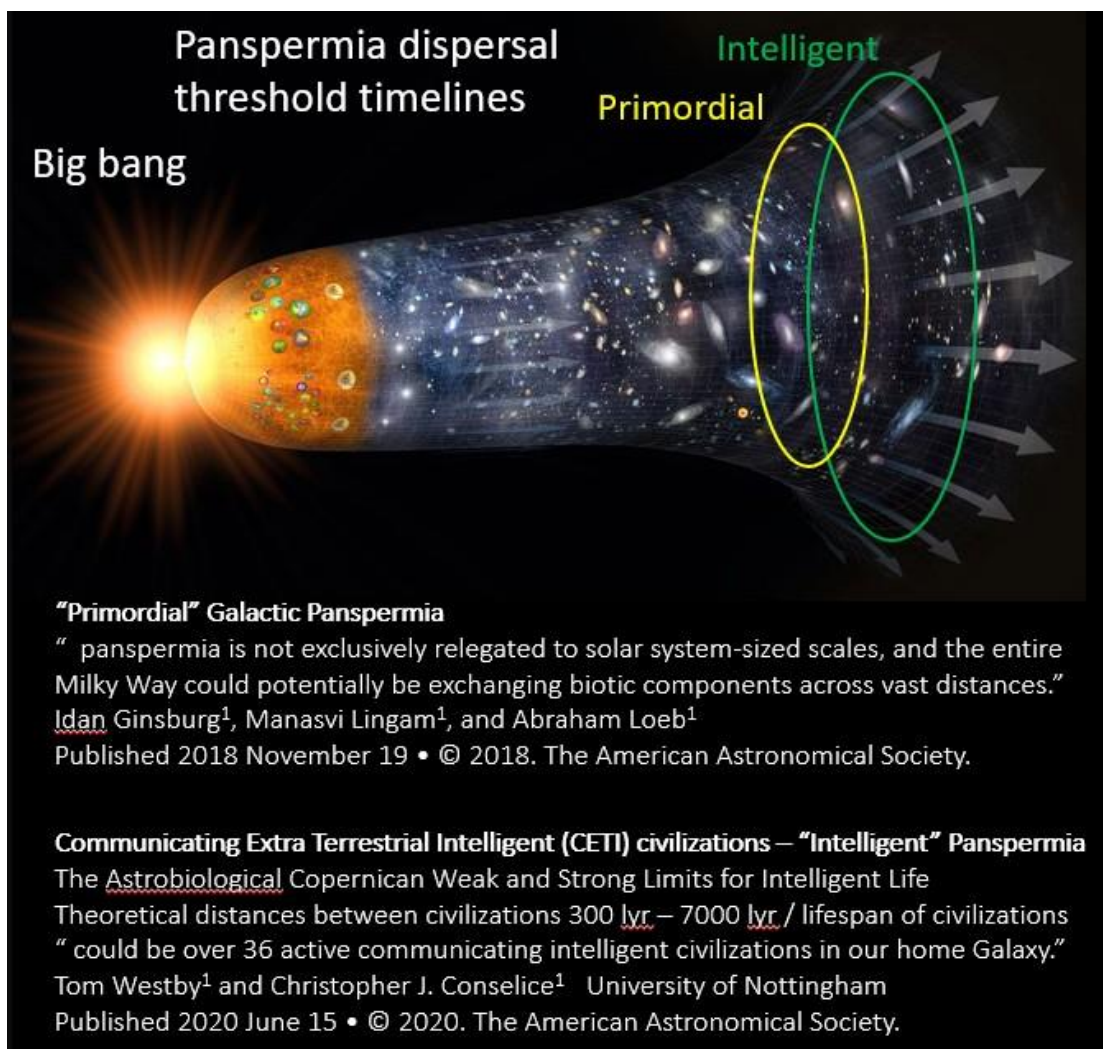 Panspermia dispersal
threshold timelines
Intelligent
Primordial
Big bang
“Primordial” Galactic Panspermia
“ panspermia is not exclusively relegated to solar system-sized scales, and the entire
Milky Way could potentially be exchanging biotic components across vast distances.”
Idan Ginsburg¹, Manasvi Lingam¹, and Abraham Loeb¹
Published 2018 November 19 • © 2018. The American Astronomical Society.
Communicating Extra Terrestrial Intelligent (CETI) civilizations – “Intelligent” Panspermia
The Astrobiological Copernican Weak and Strong Limits for Intelligent Life
Theoretical distances between civilizations 300 lyr – 7000 lyr / lifespan of civilizations
“ could be over 36 active communicating intelligent civilizations in our home Galaxy.”
Tom Westby¹ and Christopher J. Conselice¹ University of Nottingham
Published 2020 June 15 • © 2020. The American Astronomical Society.